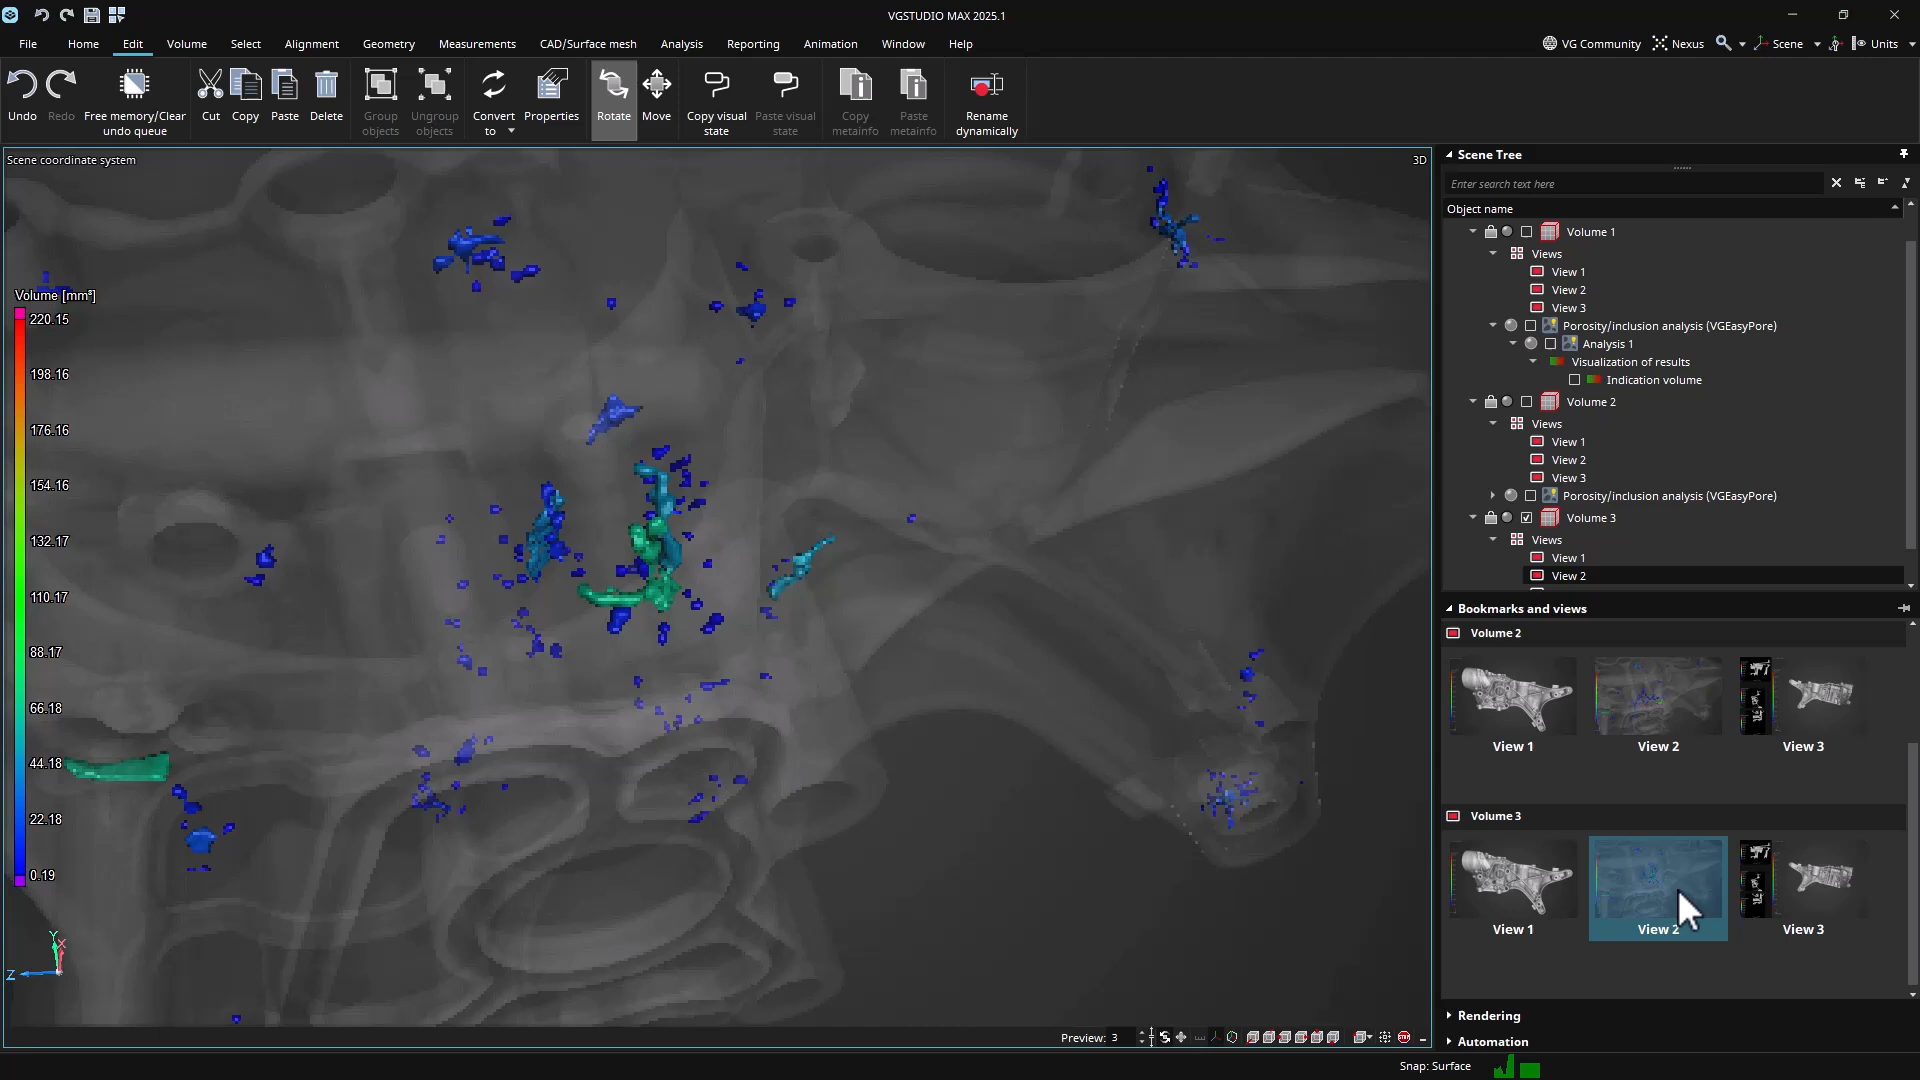 VGSTUDIO MAX 2025.1
File Home Edit Volume Select Alignment Geometry Measurements CAD/Surface mesh Analysis Reporting Animation Window Help VG Community Nexus Scene Units
Undo Redo Free memory/Clear undo queue Cut Copy Paste Delete Group objects Ungroup objects Convert to Properties Rotate Move Copy visual state Paste visual state Copy metainfo Paste metainfo Rename dynamically
Scene coordinate system
3D
Volume [mm³]
220.15
198.16
176.16
154.16
132.17
110.17
88.17
66.18
44.18
22.18
0.19
Y
X
Z
Preview: 3
STOP
Scene Tree
Enter search text here
Object name
Volume 1
Views
View 1
View 2
View 3
Porosity/inclusion analysis (VGEasyPore)
Analysis 1
Visualization of results
Indication volume
Volume 2
Views
View 1
View 2
View 3
Porosity/inclusion analysis (VGEasyPore)
Volume 3
Views
View 1
View 2
Bookmarks and views
Volume 2
View 1 View 2 View 3
Volume 3
View 1 View 2 View 3
Rendering
Automation
Snap: Surface